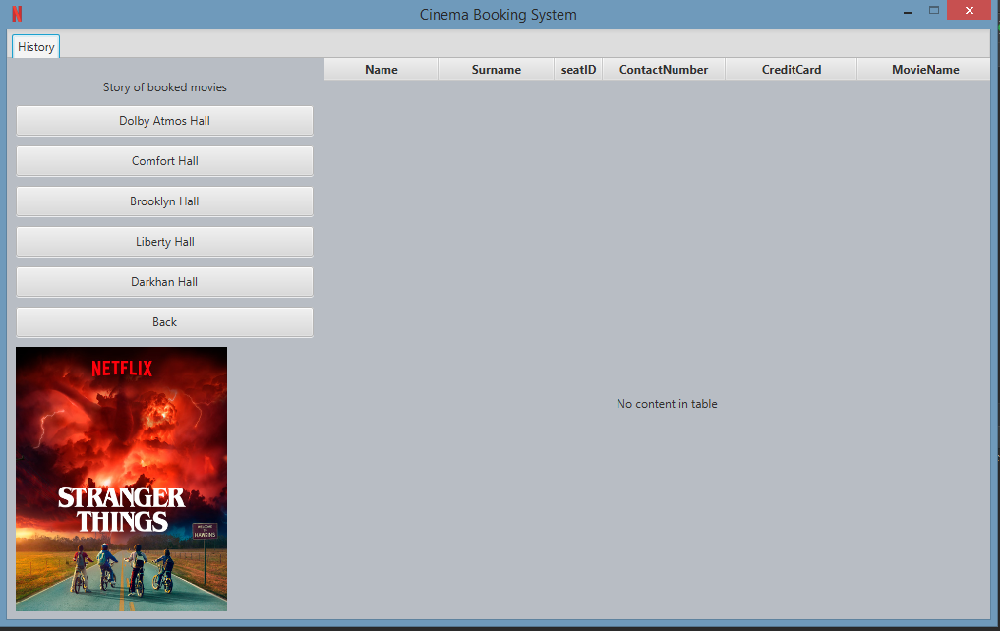 Cinema Booking System
History
Story of booked movies
Dolby Atmos Hall
Comfort Hall
Brooklyn Hall
Liberty Hall
Darkhan Hall
Back
NETFLIX
STRANGER
THINGS
WELCOME
TO
HAWKINS
Name Surname seatID ContactNumber CreditCard MovieName
No content in table